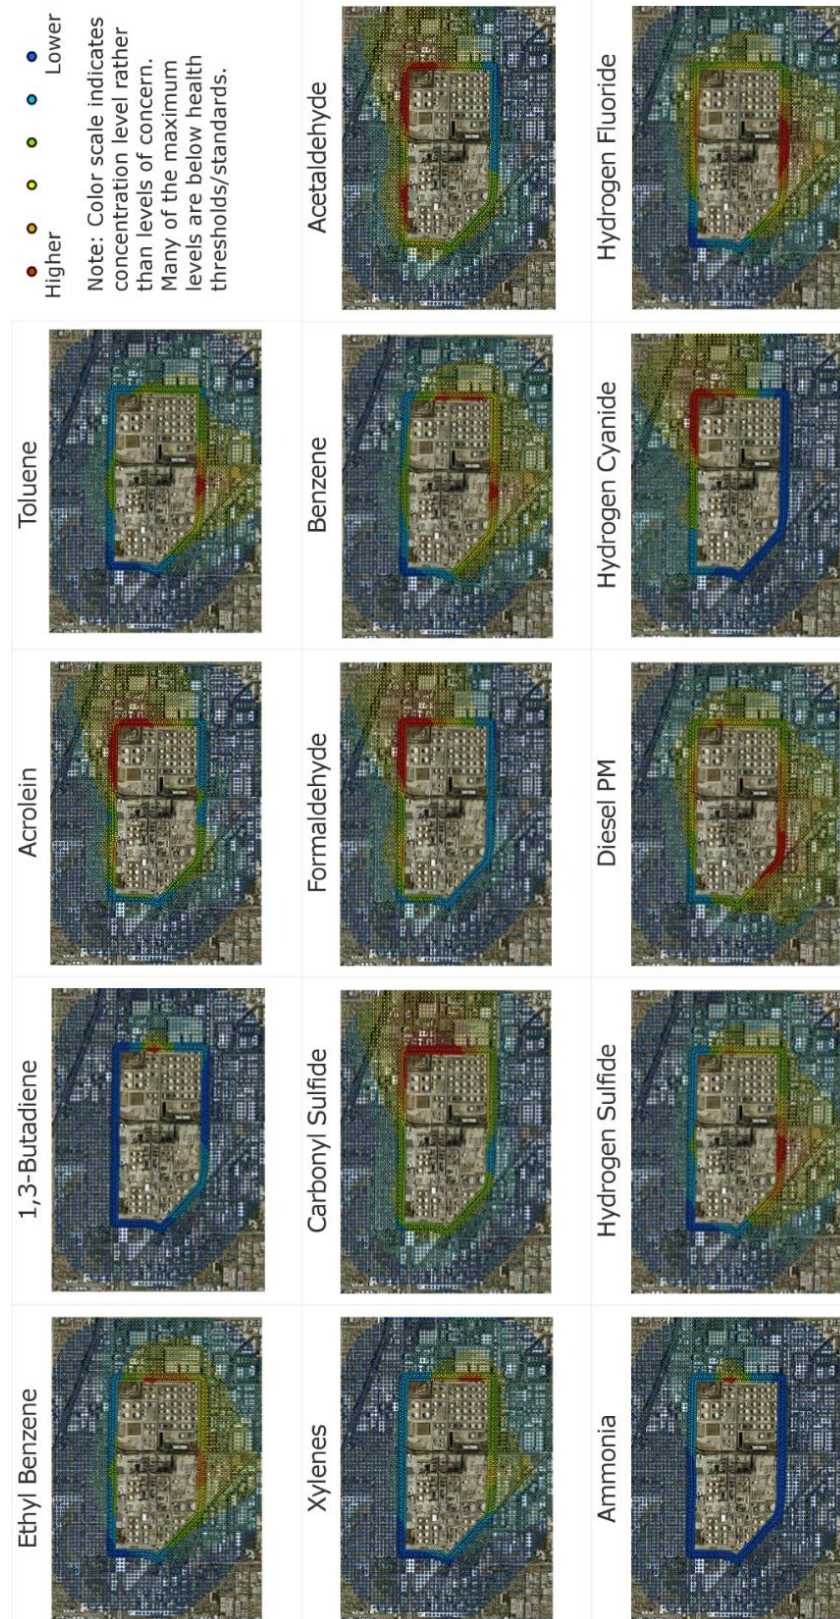 Ethyl Benzene
1,3-Butadiene
Acrolein
Toluene
Higher
Lower
Note: Color scale indicates
concentration level rather
than levels of concern.
Many of the maximum
levels are below health
thresholds/standards.
Xylenes
Carbonyl Sulfide
Formaldehyde
Benzene
Acetaldehyde
Ammonia
Hydrogen Sulfide
Diesel PM
Hydrogen Cyanide
Hydrogen Fluoride